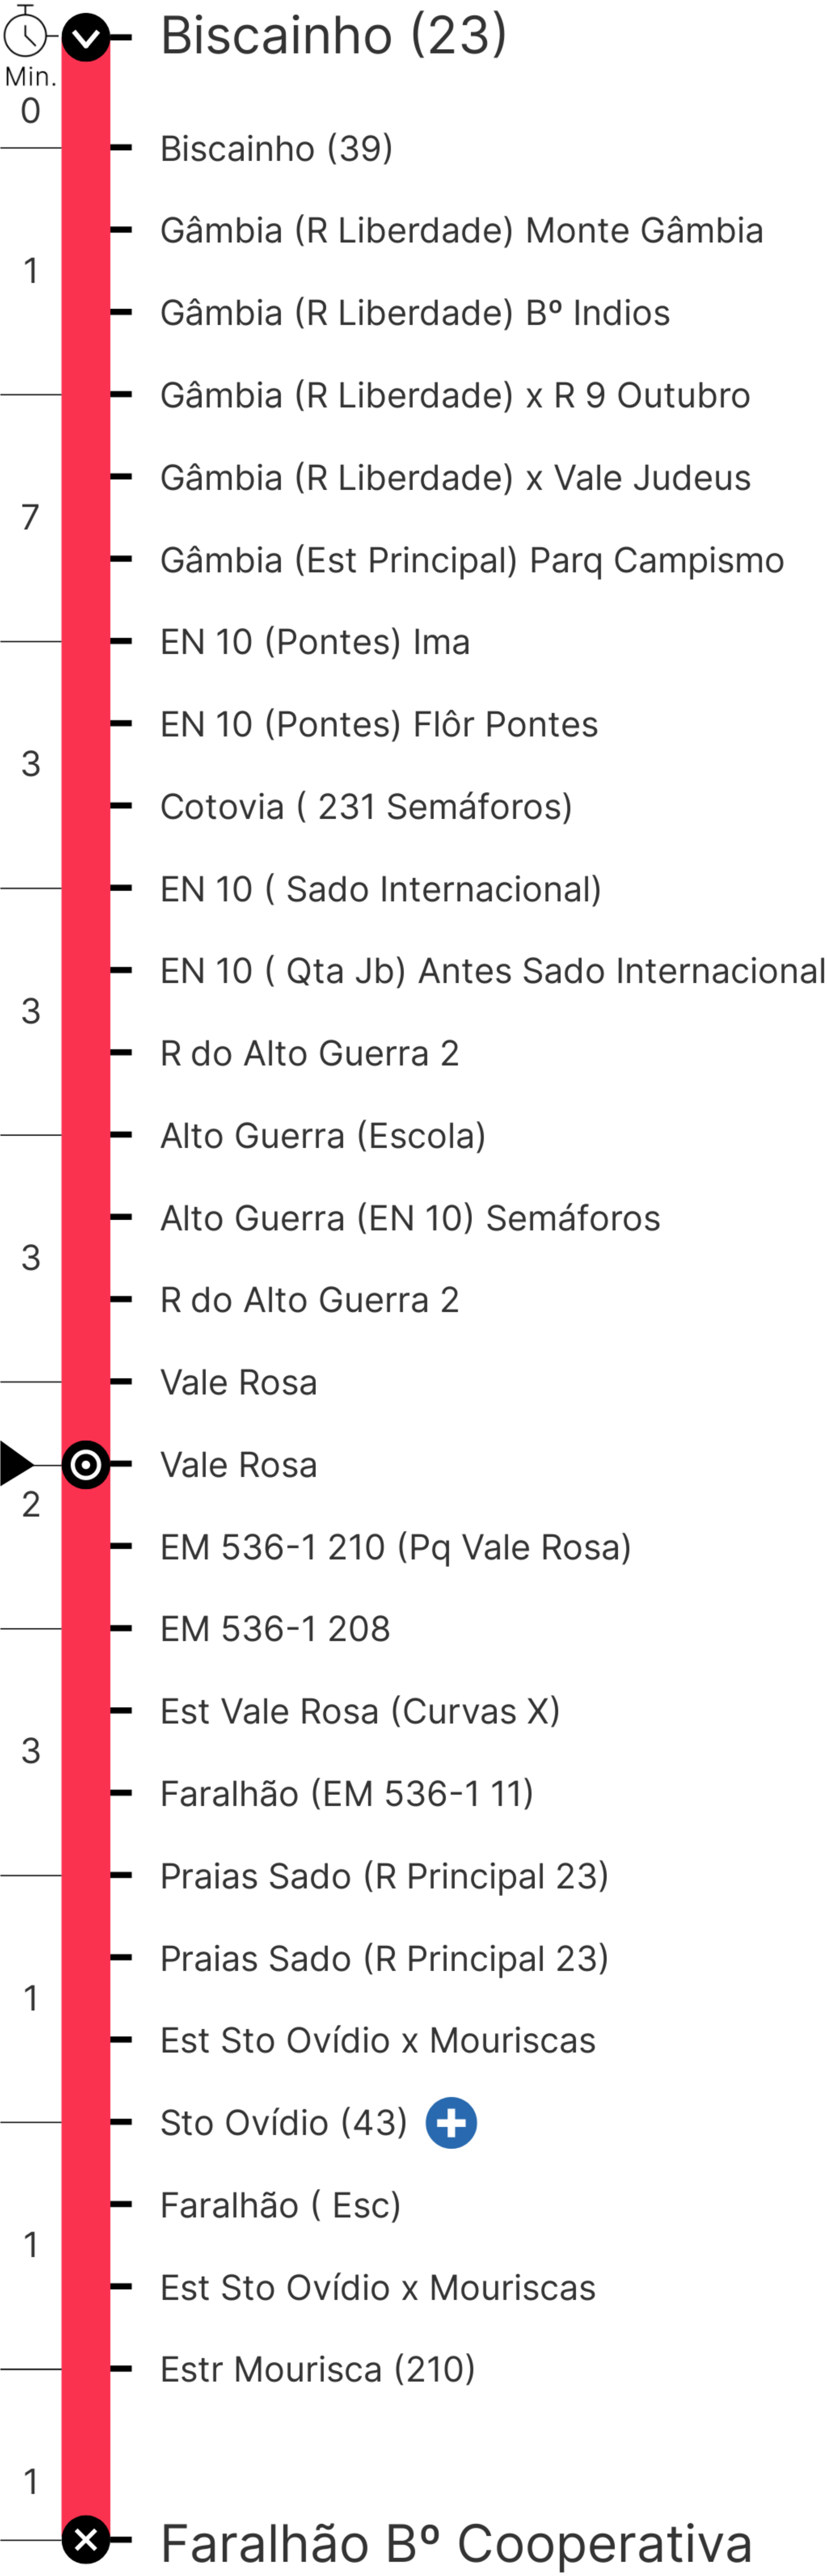 Biscainho (23)
Min.
0
Biscainho (39)
Gâmbia (R Liberdade) Monte Gâmbia
1
Gâmbia (R Liberdade) Bº Indios
Gâmbia (R Liberdade) x R 9 Outubro
Gâmbia (R Liberdade) x Vale Judeus
7
Gâmbia (Est Principal) Parq Campismo
EN 10 (Pontes) Ima
EN 10 (Pontes) Flôr Pontes
3
Cotovia ( 231 Semáforos)
EN 10 ( Sado Internacional)
EN 10 ( Qta Jb) Antes Sado Internacional
3
R do Alto Guerra 2
Alto Guerra (Escola)
Alto Guerra (EN 10) Semáforos
3
R do Alto Guerra 2
Vale Rosa
Vale Rosa
2
EM 536-1 210 (Pq Vale Rosa)
EM 536-1 208
Est Vale Rosa (Curvas X)
3
Faralhão (EM 536-1 11)
Praias Sado (R Principal 23)
Praias Sado (R Principal 23)
1
Est Sto Ovídio x Mouriscas
Sto Ovídio (43)
Faralhão ( Esc)
1
Est Sto Ovídio x Mouriscas
Estr Mourisca (210)
1
Faralhão Bº Cooperativa